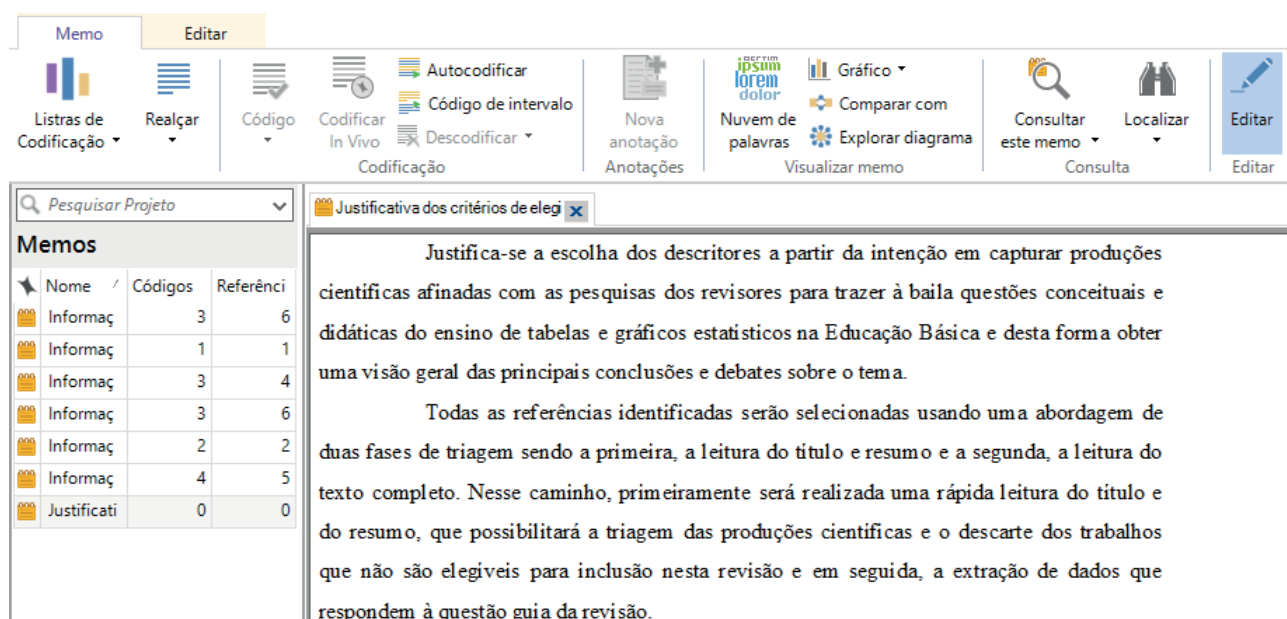 Memo Editar
Listras de Codificação
Realçar
Código
Codificar In Vivo
Autocodificar
Código de intervalo
Descodificar
Codificação
Nova anotação
Anotações
ipsum
lorem
dolor
Nuvem de palavras
Gráfico
Comparar com
Explorar diagrama
Visualizar memo
Consultar este memo
Localizar
Consulta
Editar
Editar
Pesquisar Projeto
Justificativa dos critérios de elegi
Memos
Nome Códigos Referênci
Informaç 3 6
Informaç 1 1
Informaç 3 4
Informaç 3 6
Informaç 2 2
Informaç 4 5
Justificati 0 0
Justifica-se a escolha dos descritores a partir da intenção em capturar produções
científicas afinadas com as pesquisas dos revisores para trazer à baila questões conceituais e
didáticas do ensino de tabelas e gráficos estatísticos na Educação Básica e desta forma obter
uma visão geral das principais conclusões e debates sobre o tema.
Todas as referências identificadas serão selecionadas usando uma abordagem de
duas fases de triagem sendo a primeira, a leitura do título e resumo e a segunda, a leitura do
texto completo. Nesse caminho, primeiramente será realizada uma rápida leitura do título e
do resumo, que possibilitará a triagem das produções científicas e o descarte dos trabalhos
que não são elegíveis para inclusão nesta revisão e em seguida, a extração de dados que
respondem à questão guia da revisão.